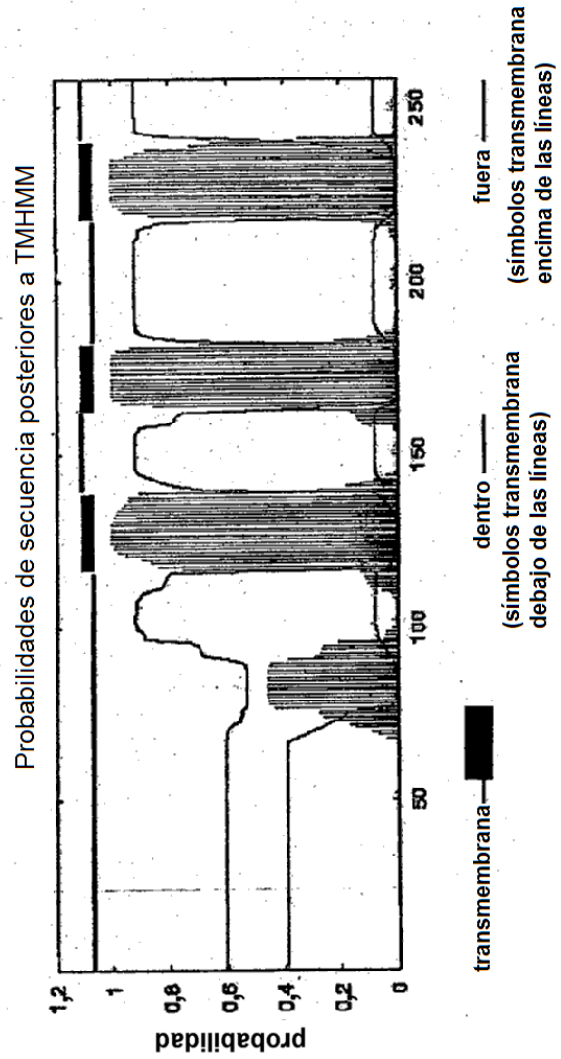 Probabilidades de secuencia posteriores a TMHMM
probabilidad
1,2
1
0,8
0,6
0,4
0,2
0
50
100
150
200
250
transmembrana
dentro
(símbolos transmembrana
debajo de las líneas)
fuera
(símbolos transmembrana
encima de las líneas)